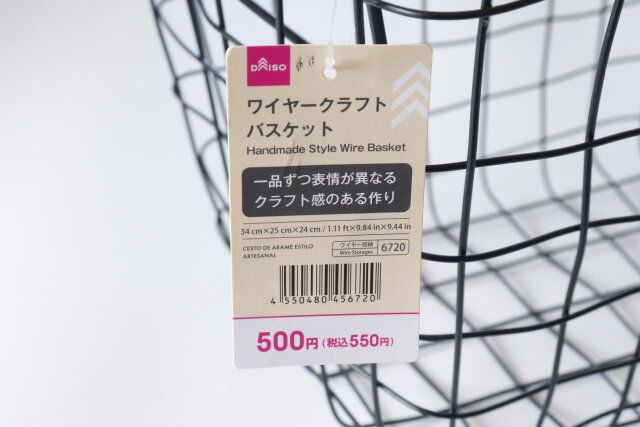 DAISO
ワイヤークラフト
バスケット
Handmade Style Wire Basket
一品ずつ表情が異なる
クラフト感のある作り
34 cm×25 cm×24 cm / 1.11 ft×9.84 in×9.44 in
CESTO DE ARAME ESTILO
ARTESANAL
ワイヤー収納
Wire Storages
6720
4 550480 456720
500円(税込550円)